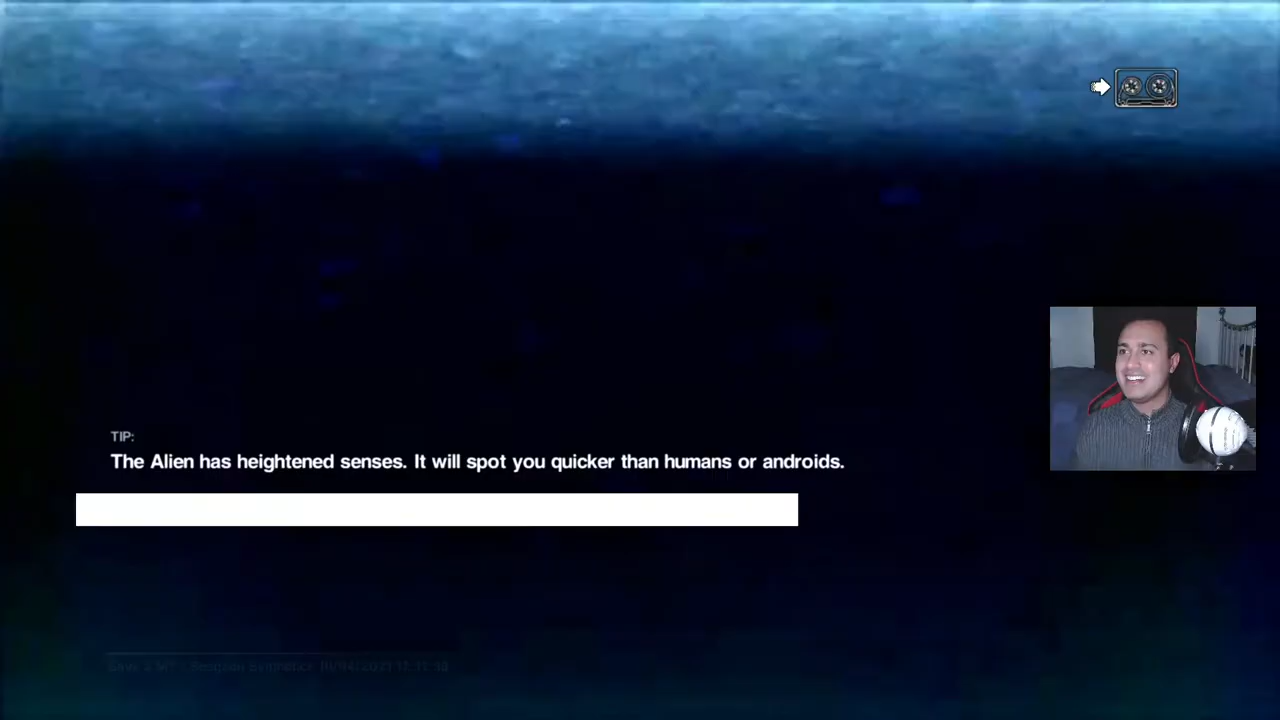 TIP:
The Alien has heightened senses. It will spot you quicker than humans or androids.